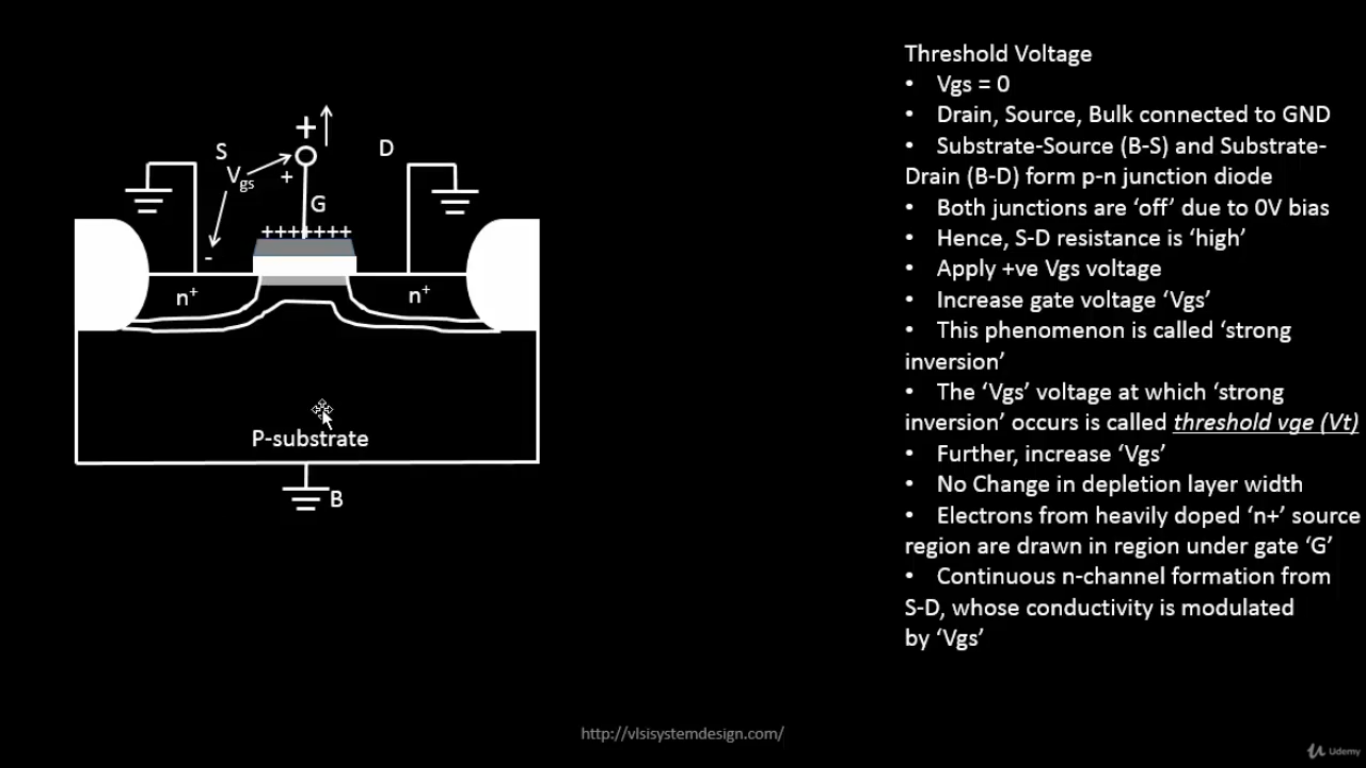 Threshold Voltage
• Vgs = 0
• Drain, Source, Bulk connected to GND
• Substrate-Source (B-S) and Substrate-
Drain (B-D) form p-n junction diode
• Both junctions are ‘off’ due to 0V bias
• Hence, S-D resistance is ‘high’
• Apply +ve Vgs voltage
• Increase gate voltage ‘Vgs’
• This phenomenon is called ‘strong
inversion’
• The ‘Vgs’ voltage at which ‘strong
inversion’ occurs is called threshold vge (Vt)
• Further, increase ‘Vgs’
• No Change in depletion layer width
• Electrons from heavily doped ‘n+’ source
region are drawn in region under gate ‘G’
• Continuous n-channel formation from
S-D, whose conductivity is modulated
by ‘Vgs’
+
S
D
Vgs
+
G
+++++++
-
n+
n+
P-substrate
B
http://vlsisystemdesign.com/
Udemy